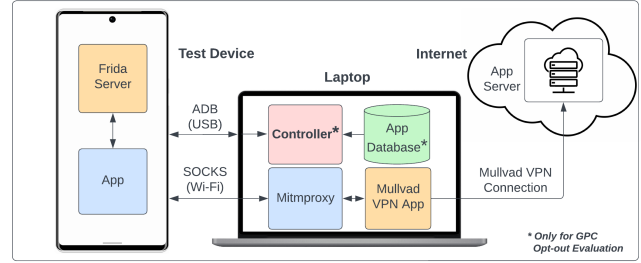 Test Device
Internet
Laptop
Frida
Server
App
ADB
(USB)
SOCKS
(Wi-Fi)
Controller*
App
Database*
Mitmproxy
Mullvad
VPN App
App
Server
Mullvad VPN
Connection
* Only for GPC
Opt-out Evaluation